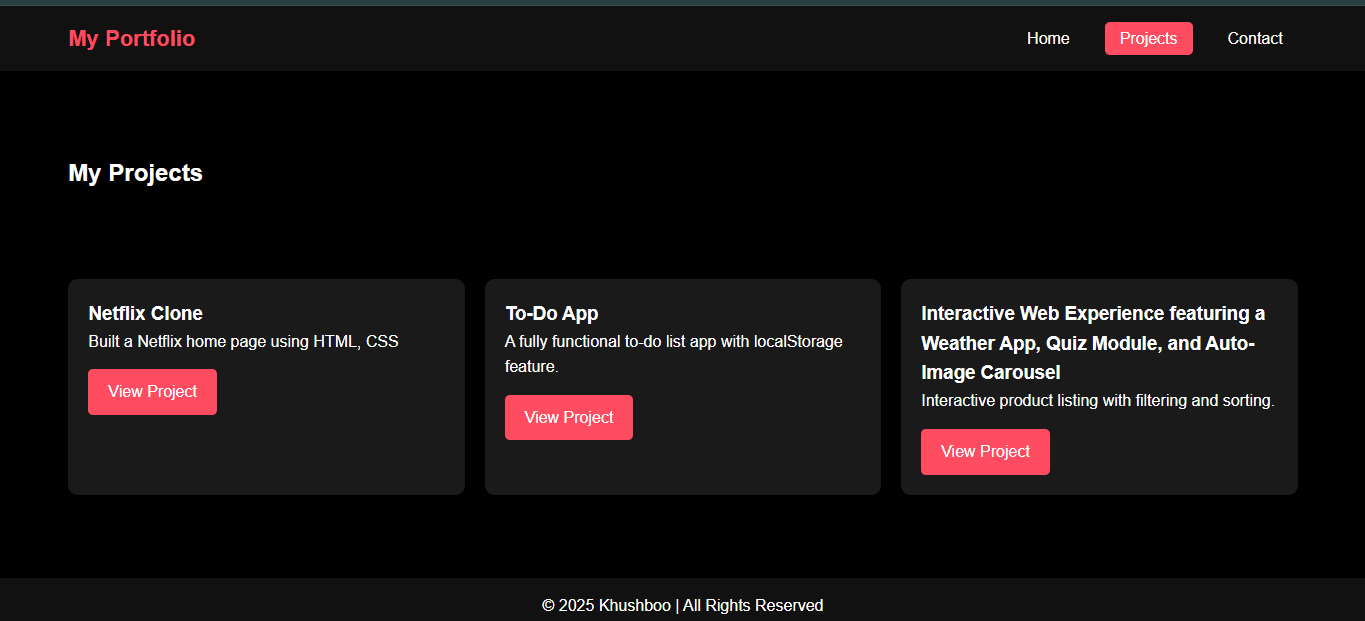 My Portfolio
Home
Projects
Contact
My Projects
Netflix Clone
Built a Netflix home page using HTML, CSS
View Project
To-Do App
A fully functional to-do list app with localStorage
feature.
View Project
Interactive Web Experience featuring a
Weather App, Quiz Module, and Auto-
Image Carousel
Interactive product listing with filtering and sorting.
View Project
© 2025 Khushboo | All Rights Reserved